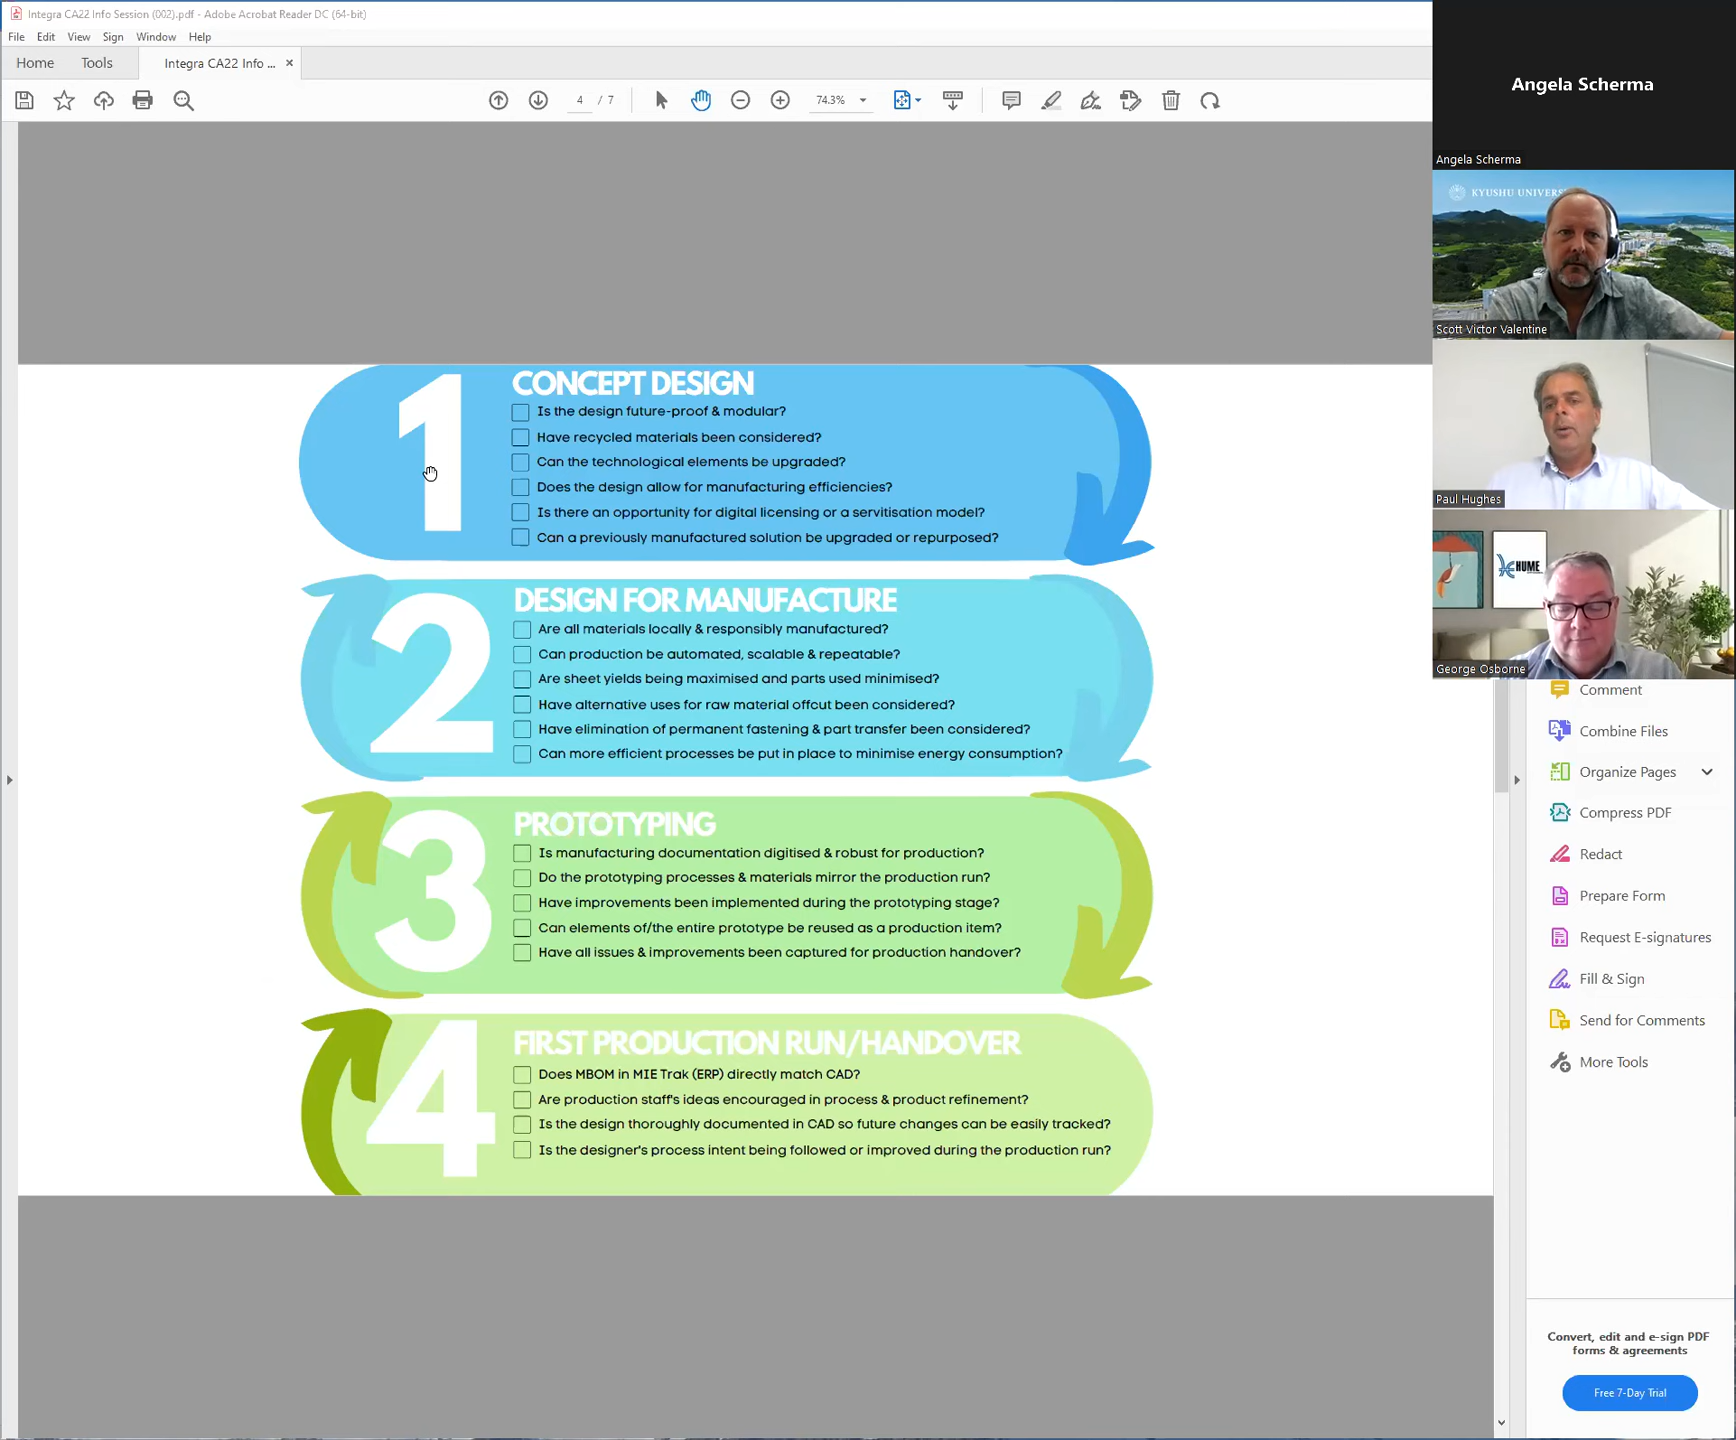 Integra CA22 Info Session (002).pdf - Adobe Acrobat Reader DC (64-bit)
File Edit View Sign Window Help
Home Tools Integra CA22 Info ... ×
4 / 7 74.3%
CONCEPT DESIGN
1
Is the design future-proof & modular?
Have recycled materials been considered?
Can the technological elements be upgraded?
Does the design allow for manufacturing efficiencies?
Is there an opportunity for digital licensing or a servitisation model?
Can a previously manufactured solution be upgraded or repurposed?
DESIGN FOR MANUFACTURE
2
Are all materials locally & responsibly manufactured?
Can production be automated, scalable & repeatable?
Are sheet yields being maximised and parts used minimised?
Have alternative uses for raw material offcut been considered?
Have elimination of permanent fastening & part transfer been considered?
Can more efficient processes be put in place to minimise energy consumption?
PROTOTYPING
3
Is manufacturing documentation digitised & robust for production?
Do the prototyping processes & materials mirror the production run?
Have improvements been implemented during the prototyping stage?
Can elements of/the entire prototype be reused as a production item?
Have all issues & improvements been captured for production handover?
FIRST PRODUCTION RUN/HANDOVER
4
Does MBOM in MIE Trak (ERP) directly match CAD?
Are production staff's ideas encouraged in process & product refinement?
Is the design thoroughly documented in CAD so future changes can be easily tracked?
Is the designer's process intent being followed or improved during the production run?
Angela Scherma
Angela Scherma
KYUSHU
Scott Victor Valentine
Paul Hughes
HUME
George Osborne
Comment
Combine Files
Organize Pages
Compress PDF
Redact
Prepare Form
Request E-signatures
Fill & Sign
Send for Comments
More Tools
Convert, edit and e-sign PDF
forms & agreements
Free 7-Day Trial